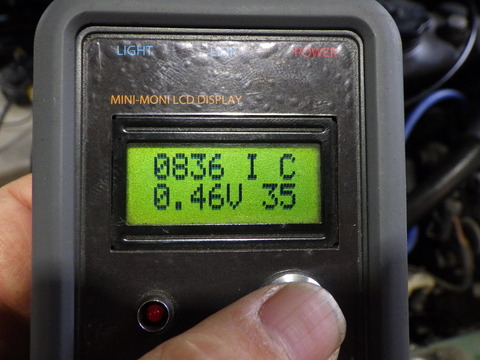 LIGHT POWER
MINI-MONI LCD DISPLAY
0836 I C
0.46V 35